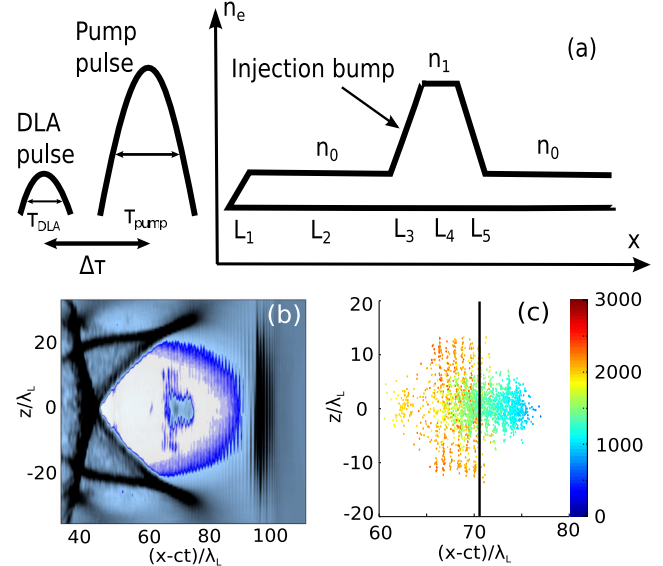 Pump
pulse
DLA
pulse
τDLA
τpump
Δτ
nₑ
(a)
Injection bump
n₁
n₀
n₀
L₁ L₂ L₃ L₄ L₅
x
(b)
20
0
-20
z/λL
40 60 80 100
(x-ct)/λL
(c)
20
10
0
-10
-20
z/λL
60 70 80
(x-ct)/λL
3000
2000
1000
0